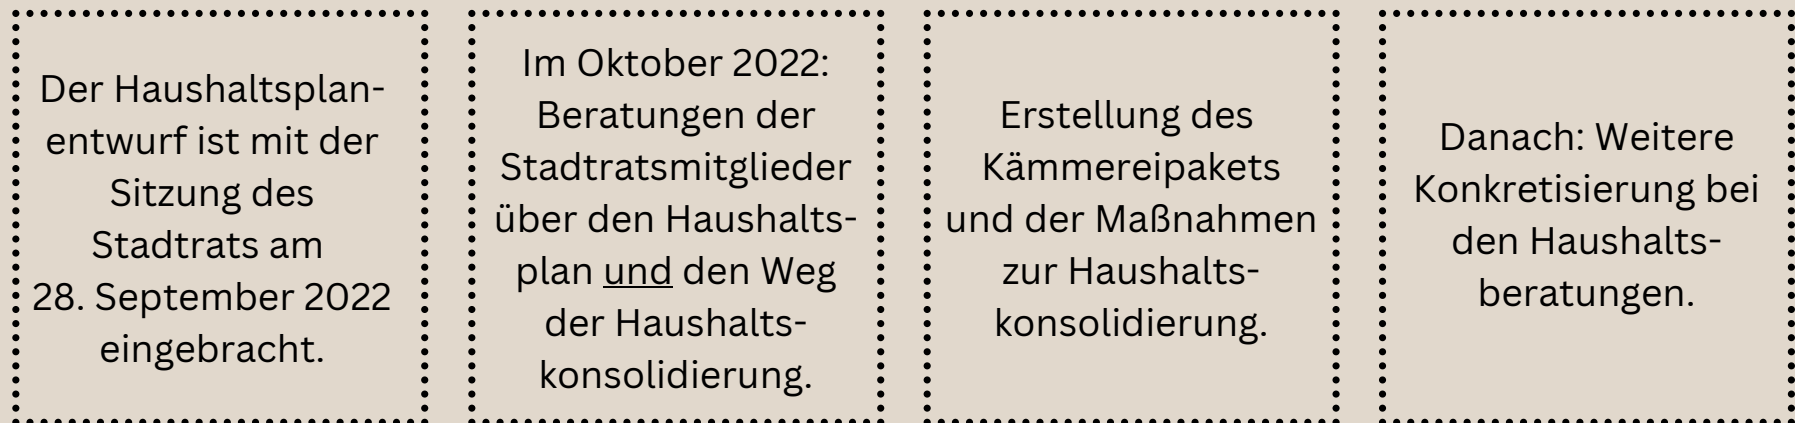 Der Haushaltsplan-
entwurf ist mit der
Sitzung des
Stadtrats am
28. September 2022
eingebracht.
Im Oktober 2022:
Beratungen der
Stadtratsmitglieder
über den Haushalts-
plan und den Weg
der Haushalts-
konsolidierung.
Erstellung des
Kämmereipakets
und der Maßnahmen
zur Haushalts-
konsolidierung.
Danach: Weitere
Konkretisierung bei
den Haushalts-
beratungen.